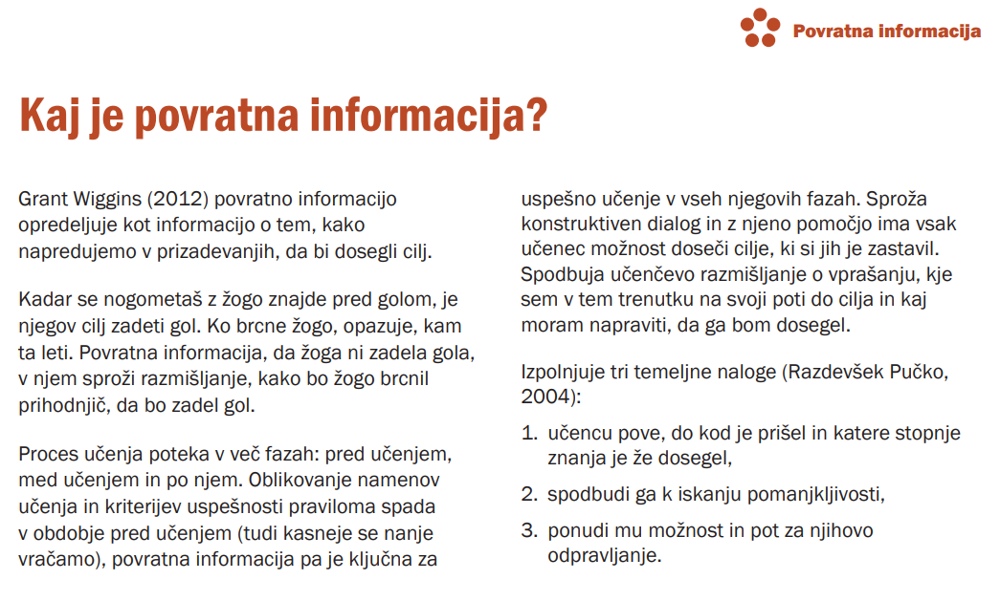 Povratna informacija
Kaj je povratna informacija?
Grant Wiggins (2012) povratno informacijo
opredeljuje kot informacijo o tem, kako
napredujemo v prizadevanjih, da bi dosegli cilj.
Kadar se nogometaš z žogo znajde pred golom, je
njegov cilj zadeti gol. Ko brcne žogo, opazuje, kam
ta leti. Povratna informacija, da žoga ni zadela gola,
v njem sproži razmišljanje, kako bo žogo brcnil
prihodnjič, da bo zadel gol.
Proces učenja poteka v več fazah: pred učenjem,
med učenjem in po njem. Oblikovanje namenov
učenja in kriterijev uspešnosti praviloma spada
v obdobje pred učenjem (tudi kasneje se nanje
vračamo), povratna informacija pa je ključna za
uspešno učenje v vseh njegovih fazah. Sproža
konstruktiven dialog in z njeno pomočjo ima vsak
učenec možnost doseči cilje, ki si jih je zastavil.
Spodbuja učenčevo razmišljanje o vprašanju, kje
sem v tem trenutku na svoji poti do cilja in kaj
moram napraviti, da ga bom dosegel.
Izpolnjuje tri temeljne naloge (Razdevšek Pučko,
2004):
1. učencu pove, do kod je prišel in katere stopnje
znanja je že dosegel,
2. spodbudi ga k iskanju pomanjkljivosti,
3. ponudi mu možnost in pot za njihovo
odpravljanje.